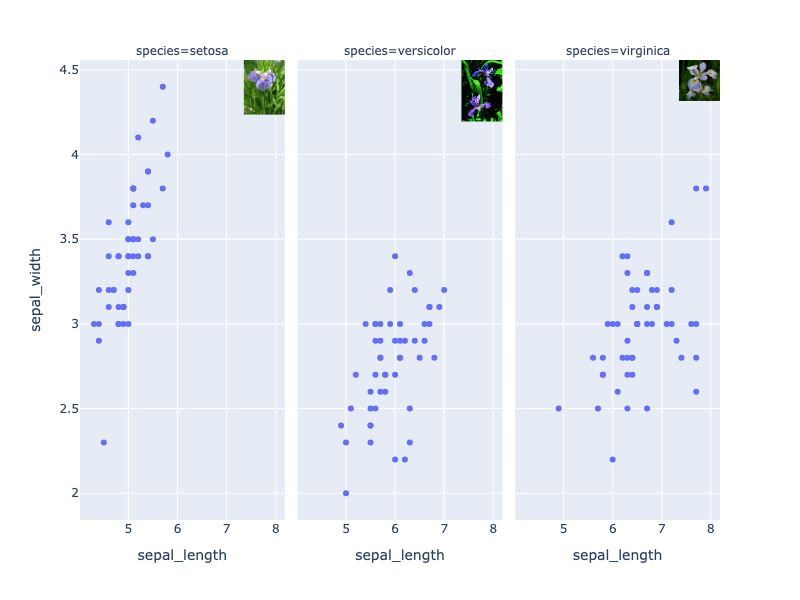 species=setosa
species=versicolor
species=virginica
4.5
4
3.5
3
2.5
2
sepal_width
5 6 7 8
5 6 7 8
5 6 7 8
sepal_length
sepal_length
sepal_length